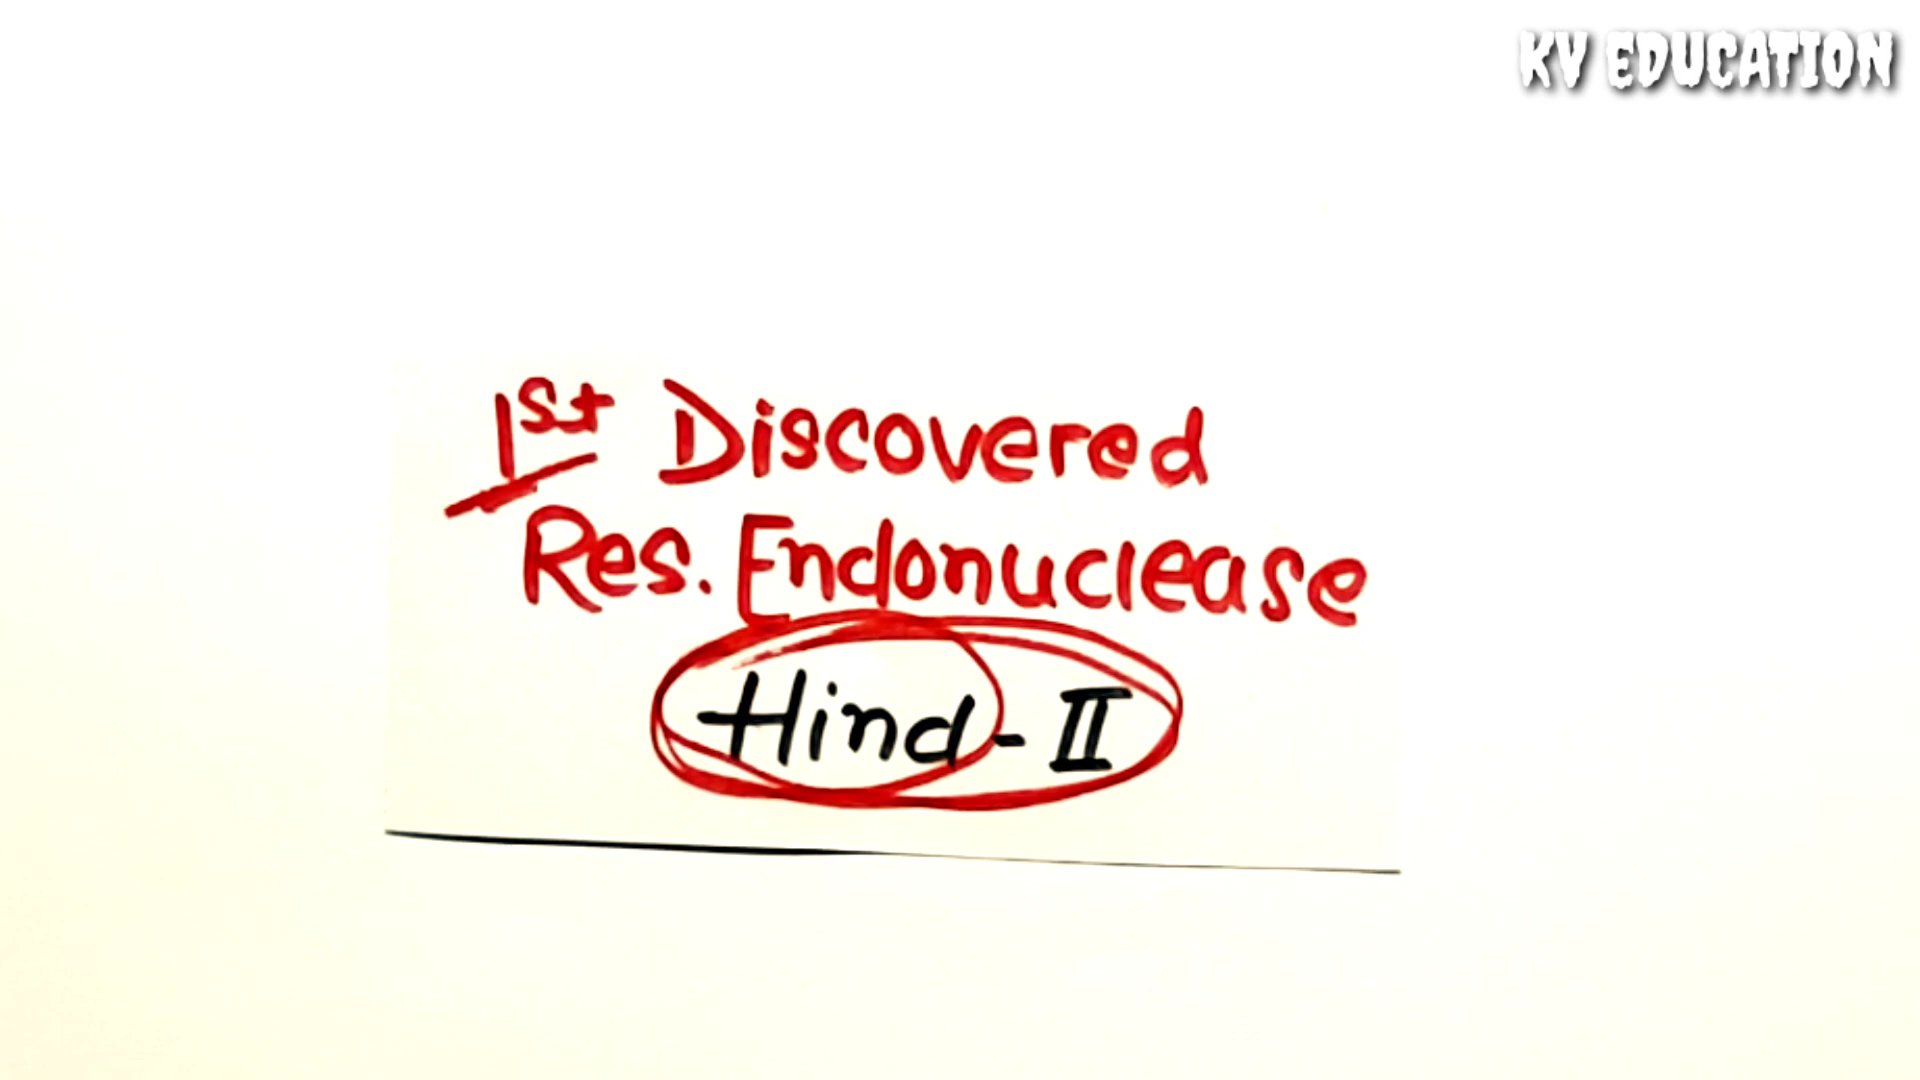 KV EDUCATION
1st Discovered
Res. Endonuclease
Hind-II